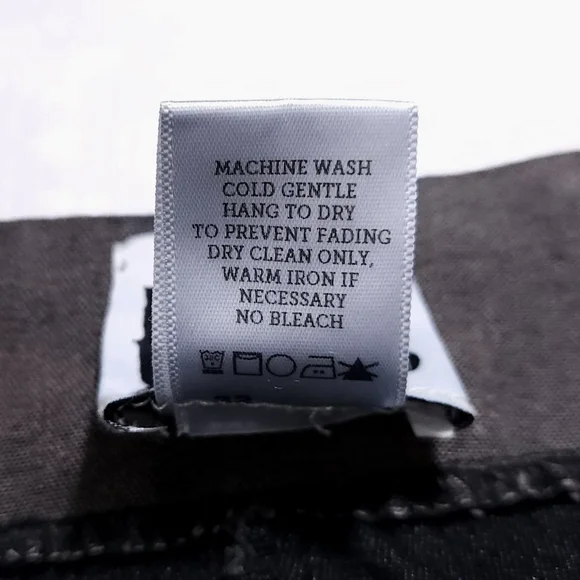 MACHINE WASH
COLD GENTLE
HANG TO DRY
TO PREVENT FADING
DRY CLEAN ONLY,
WARM IRON IF
NECESSARY
NO BLEACH